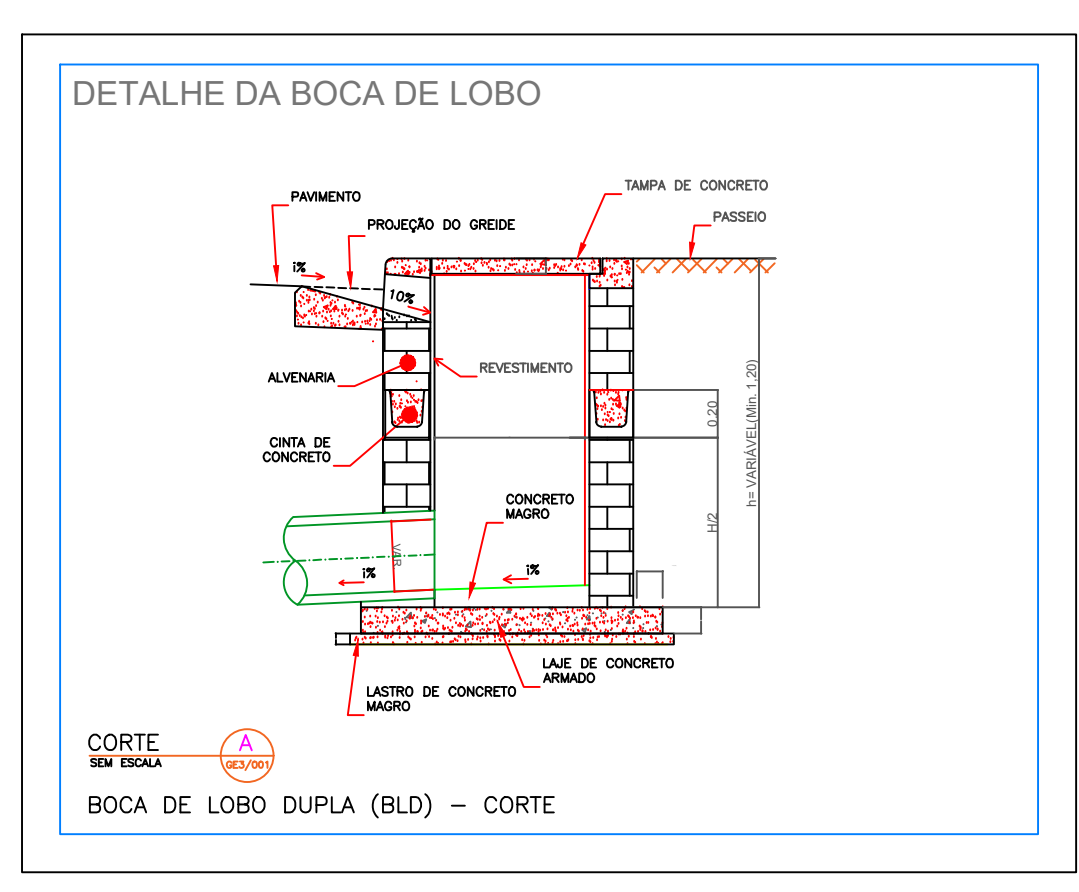 DETALHE DA BOCA DE LOBO
TAMPA DE CONCRETO
PAVIMENTO
PASSEIO
PROJEÇÃO DO GREIDE
i%
10%
REVESTIMENTO
ALVENARIA
h= VARIÁVEL(Min. 1,20)
0,20
CINTA DE
CONCRETO
CONCRETO
MAGRO
H/2
VAR
i%
i%
LAJE DE CONCRETO
ARMADO
LASTRO DE CONCRETO
MAGRO
CORTE
A
SEM ESCALA
GE3/001
BOCA DE LOBO DUPLA (BLD) – CORTE